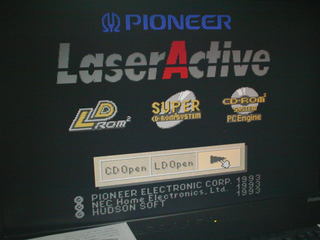 PIONEER
LaserActive
LD ROM²
SUPER CD-ROM² SYSTEM
CD-ROM² SYSTEM
PC Engine
CD Open LD Open
© PIONEER ELECTRONIC CORP. 1993
© NEC Home Electronics, Ltd. 1993
© HUDSON SOFT 1993